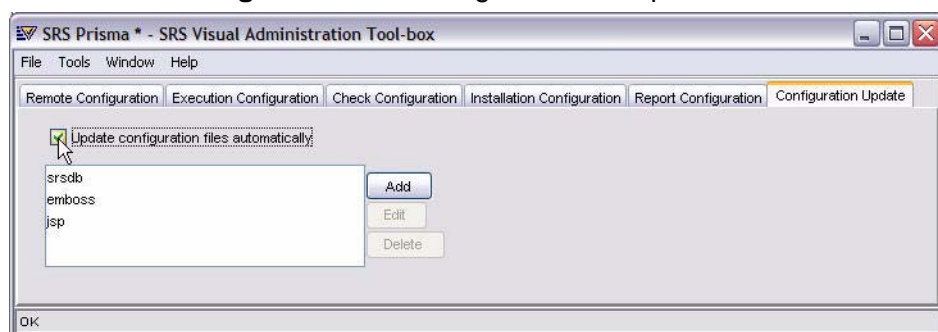 SRS Prisma * - SRS Visual Administration Tool-box
File Tools Window Help
Remote Configuration Execution Configuration Check Configuration Installation Configuration Report Configuration Configuration Update
Update configuration files automatically
srsdb
emboss
jsp
Add
Edit
Delete
OK